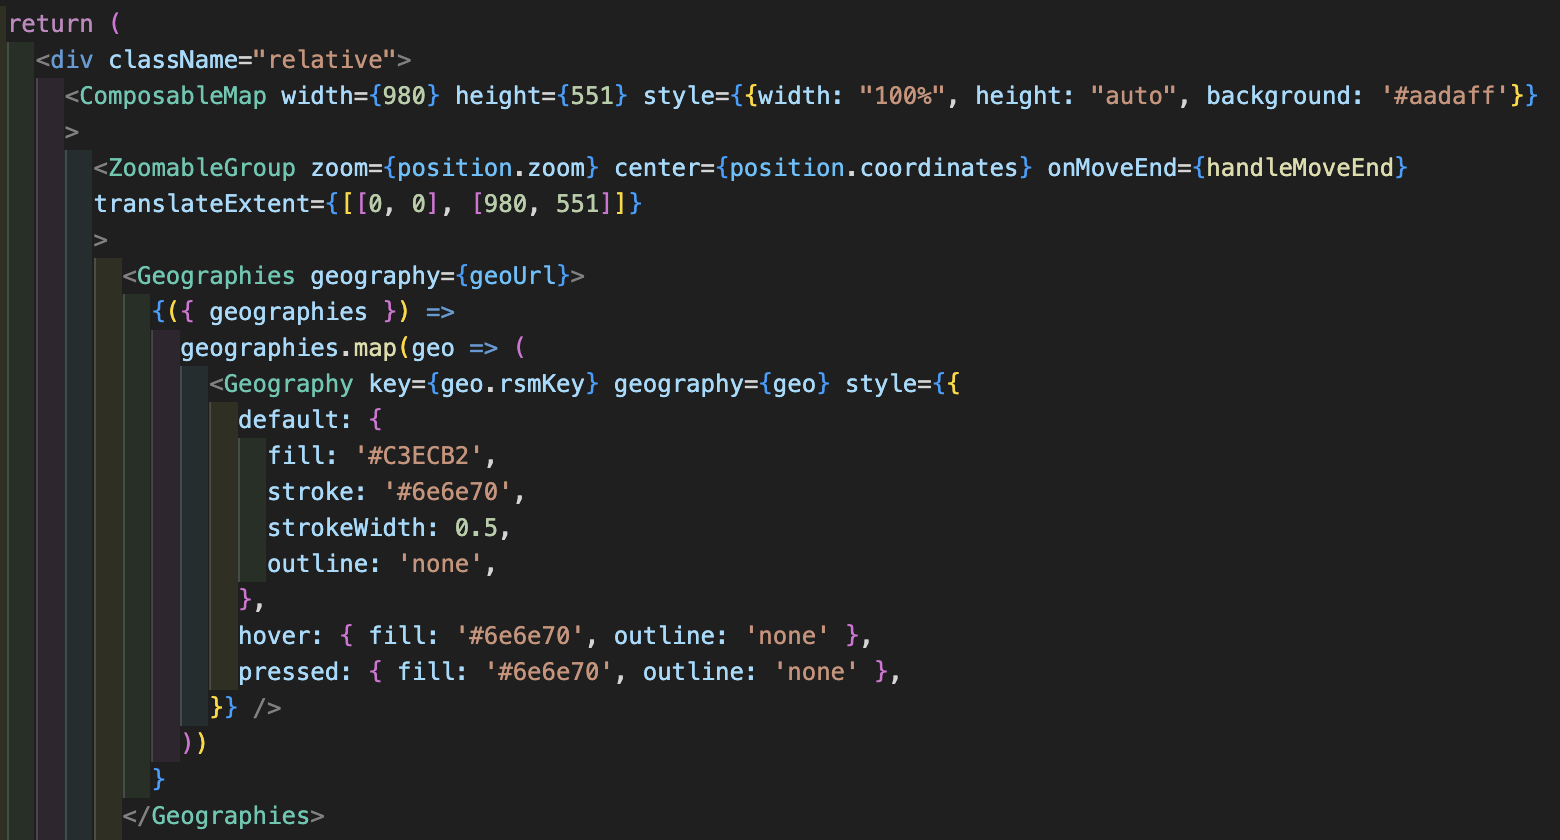 return (
<div className="relative">
<ComposableMap width={980} height={551} style={{width: "100%", height: "auto", background: '#aadaff'}}
>
<ZoomableGroup zoom={position.zoom} center={position.coordinates} onMoveEnd={handleMoveEnd}
translateExtent={[[0, 0], [980, 551]]}
>
<Geographies geography={geoUrl}>
{({ geographies }) =>
geographies.map(geo => (
<Geography key={geo.rsmKey} geography={geo} style={{
default: {
fill: '#C3ECB2',
stroke: '#6e6e70',
strokeWidth: 0.5,
outline: 'none',
},
hover: { fill: '#6e6e70', outline: 'none' },
pressed: { fill: '#6e6e70', outline: 'none' },
}} />
))
}
</Geographies>